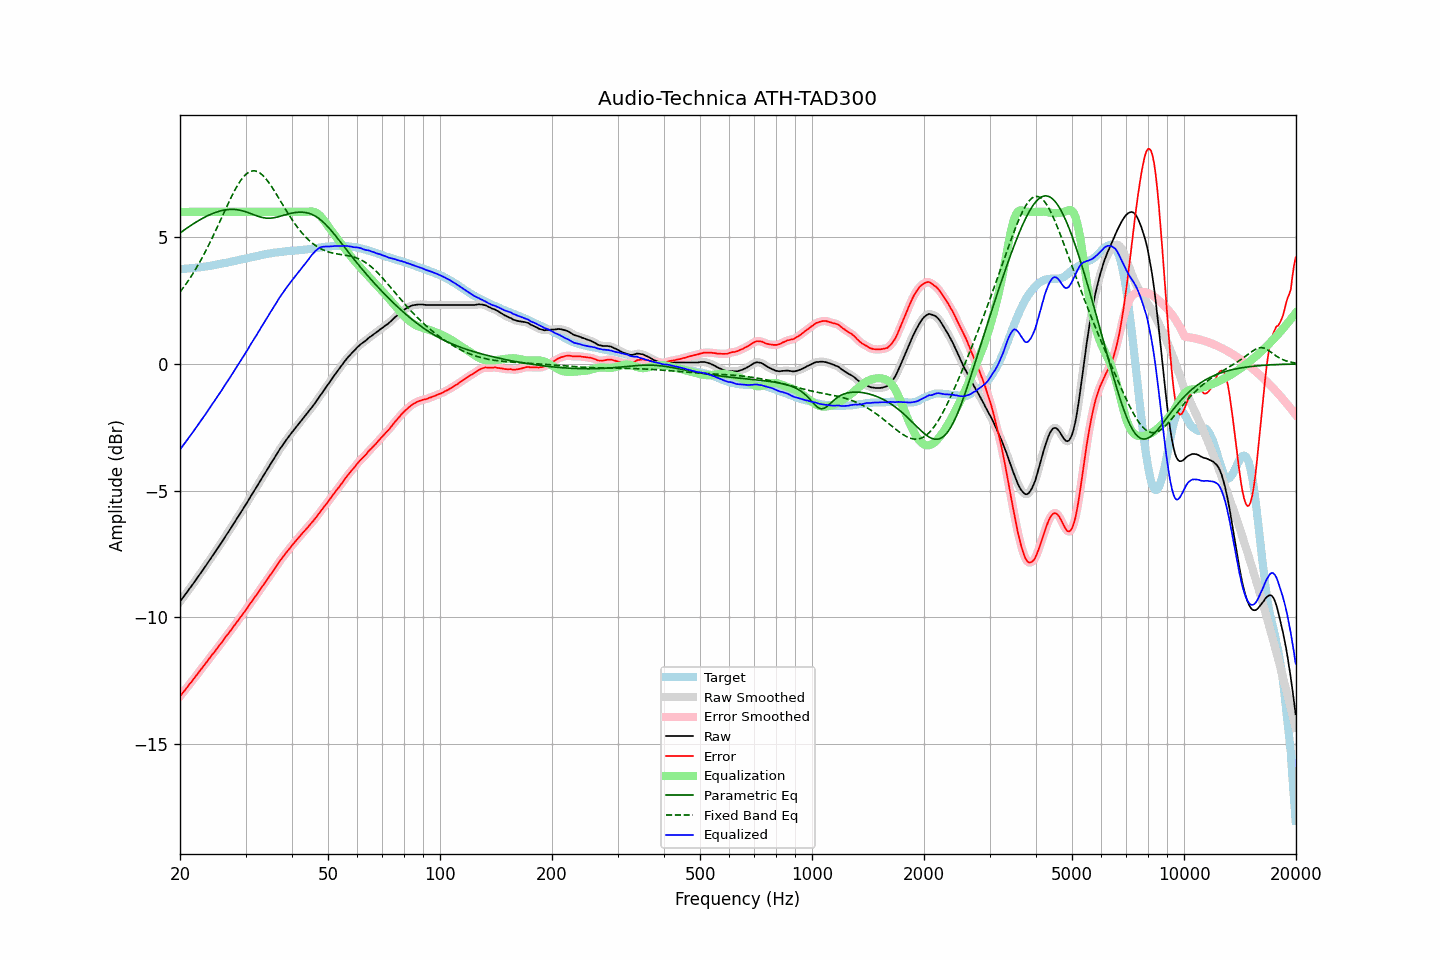 Audio-Technica ATH-TAD300
Amplitude (dBr)
5
0
−5
−10
−15
Target
Raw Smoothed
Error Smoothed
Raw
Error
Equalization
Parametric Eq
Fixed Band Eq
Equalized
20 50 100 200 500 1000 2000 5000 10000 20000
Frequency (Hz)